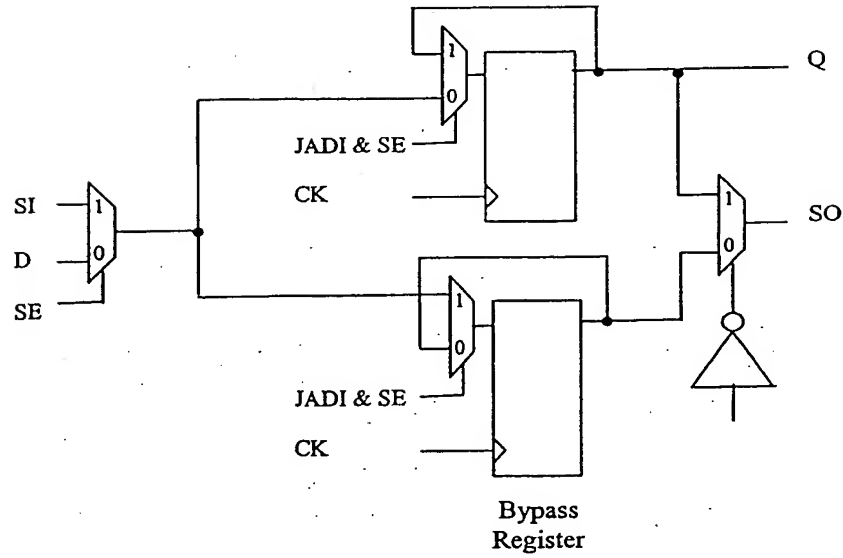 1
Q
0
JADI & SE
CK
SI
1
D
0
SE
1
SO
0
1
0
JADI & SE
CK
Bypass
Register